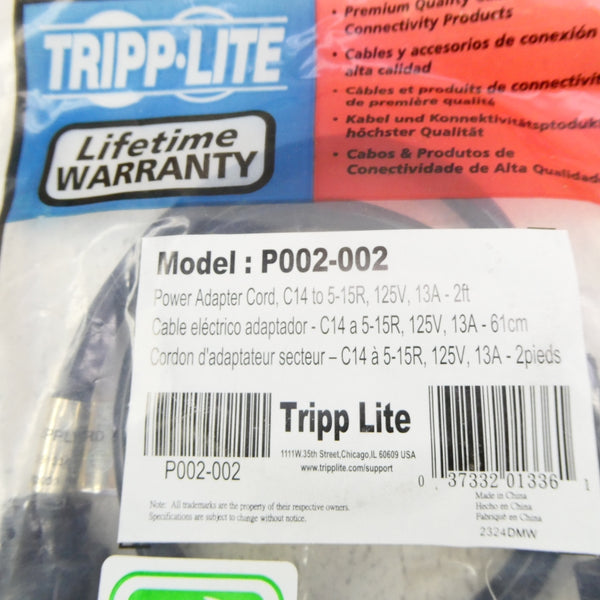 TRIPP·LITE
Lifetime
WARRANTY
• Premium Quality
Connectivity Products
• Cables y accesorios de conexión
alta calidad
• Câbles et produits de connectivit
de première qualité
• Kabel und Konnektivitätsprodukt
höchster Qualität
• Cabos & Produtos de
Conectividade de Alta Qualidade
Model : P002-002
Power Adapter Cord, C14 to 5-15R, 125V, 13A - 2ft
Cable eléctrico adaptador - C14 a 5-15R, 125V, 13A - 61cm
Cordon d'adaptateur secteur – C14 à 5-15R, 125V, 13A - 2pieds
P002-002
Tripp Lite
1111W.35th Street,Chicago,IL 60609 USA
www.tripplite.com/support
0 37332 01336 1
Note: All trademarks are the property of their respective owners.
Specifications are subject to change without notice.
Made in China
Hecho en China
Fabriqué en China
2324DMW